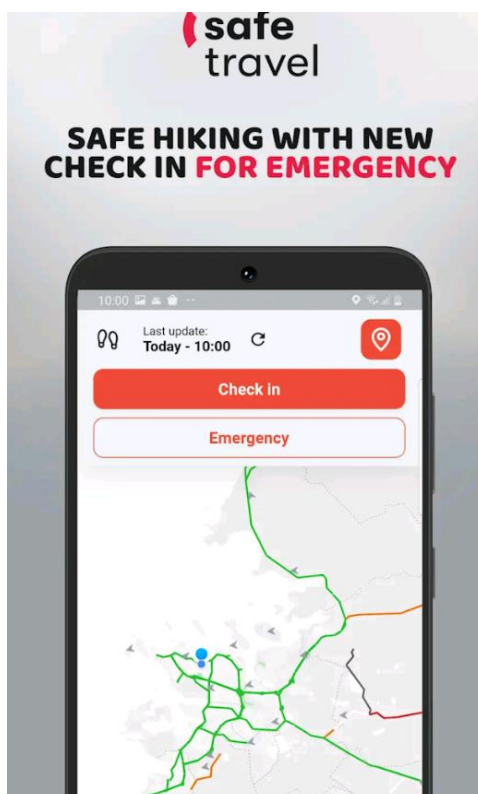 safe
travel
SAFE HIKING WITH NEW
CHECK IN FOR EMERGENCY
10:00
Last update:
Today - 10:00
Check in
Emergency